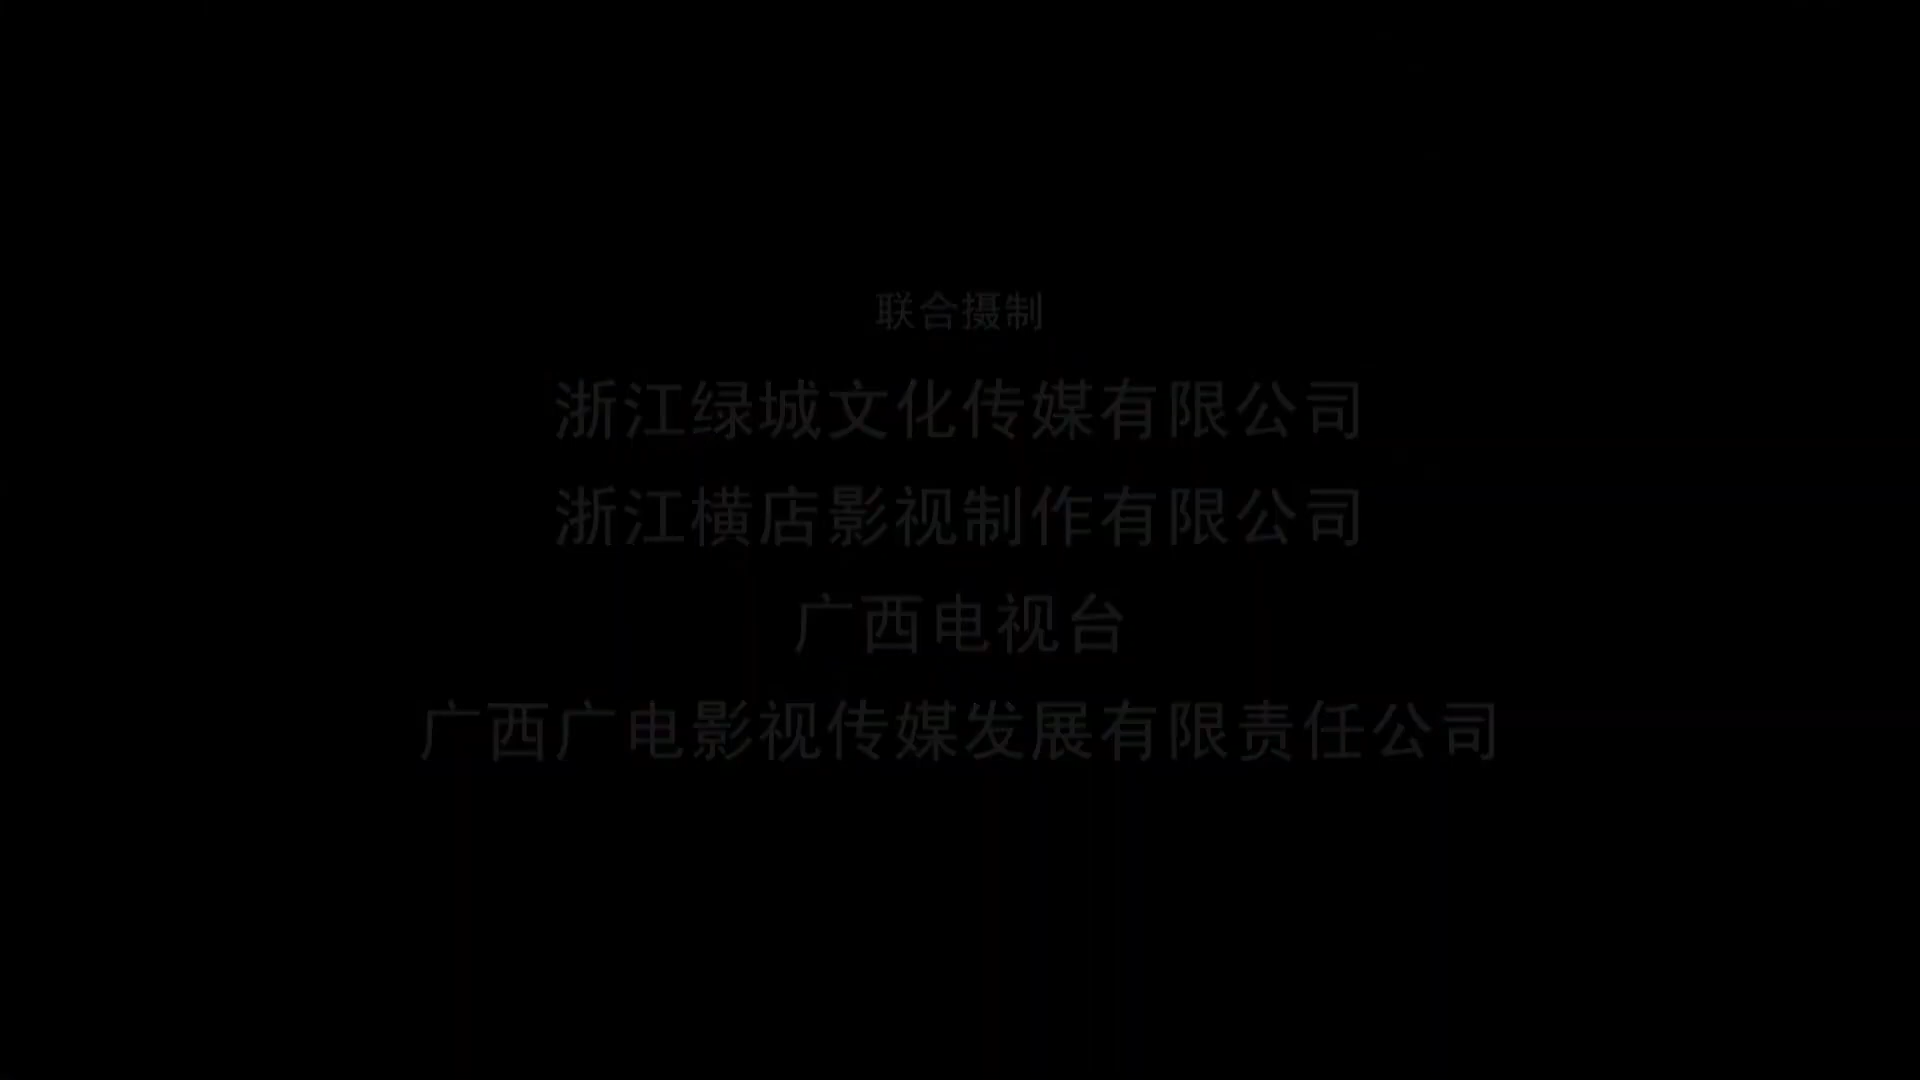 联合摄制
浙江绿城文化传媒有限公司
浙江横店影视制作有限公司
广西电视台
广西广电影视传媒发展有限责任公司